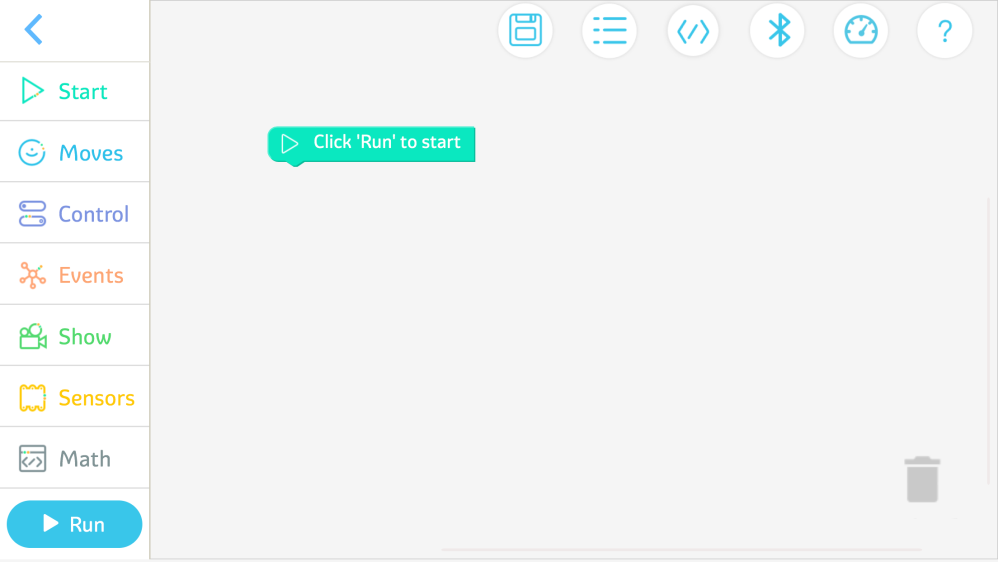 ?
Start
Click 'Run' to start
Moves
Control
Events
Show
Sensors
Math
Run